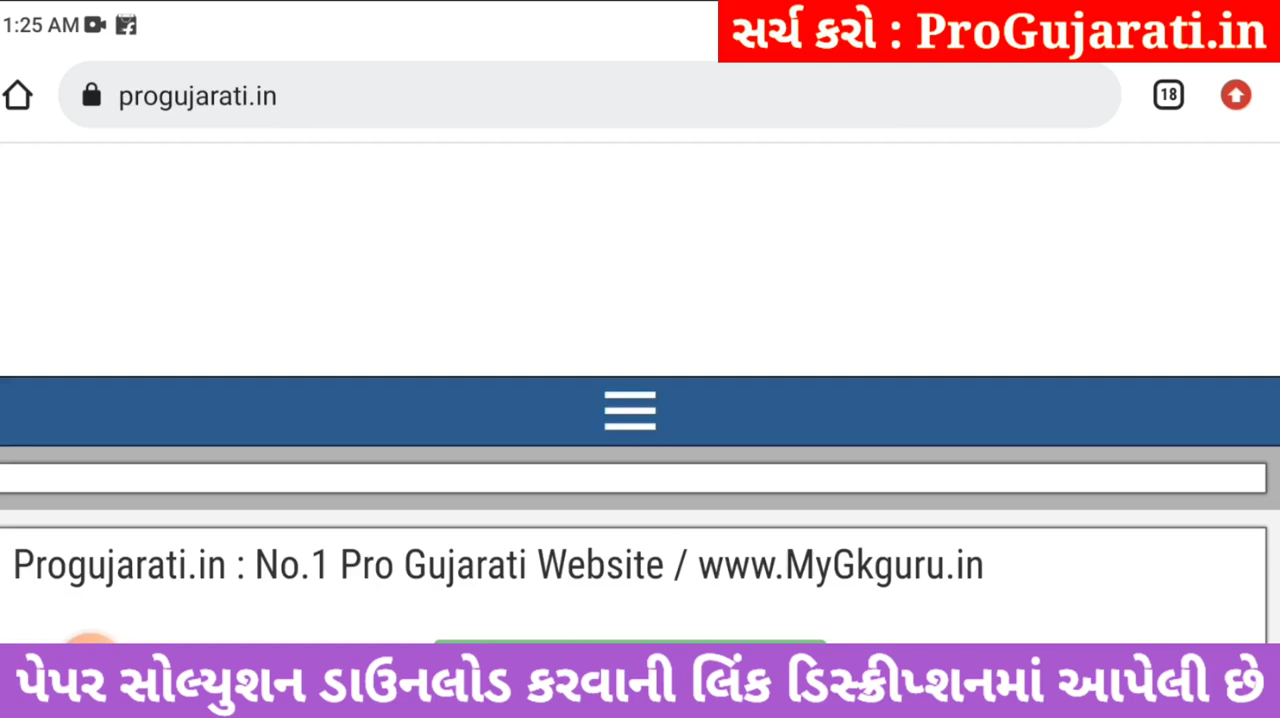 1:25 AM
સર્ચ કરો : ProGujarati.in
progujarati.in
18
Progujarati.in : No.1 Pro Gujarati Website / www.MyGkguru.in
પેપર સોલ્યુશન ડાઉનલોડ કરવાની લિંક ડિસ્ક્રીપ્શનમાં આપેલી છે